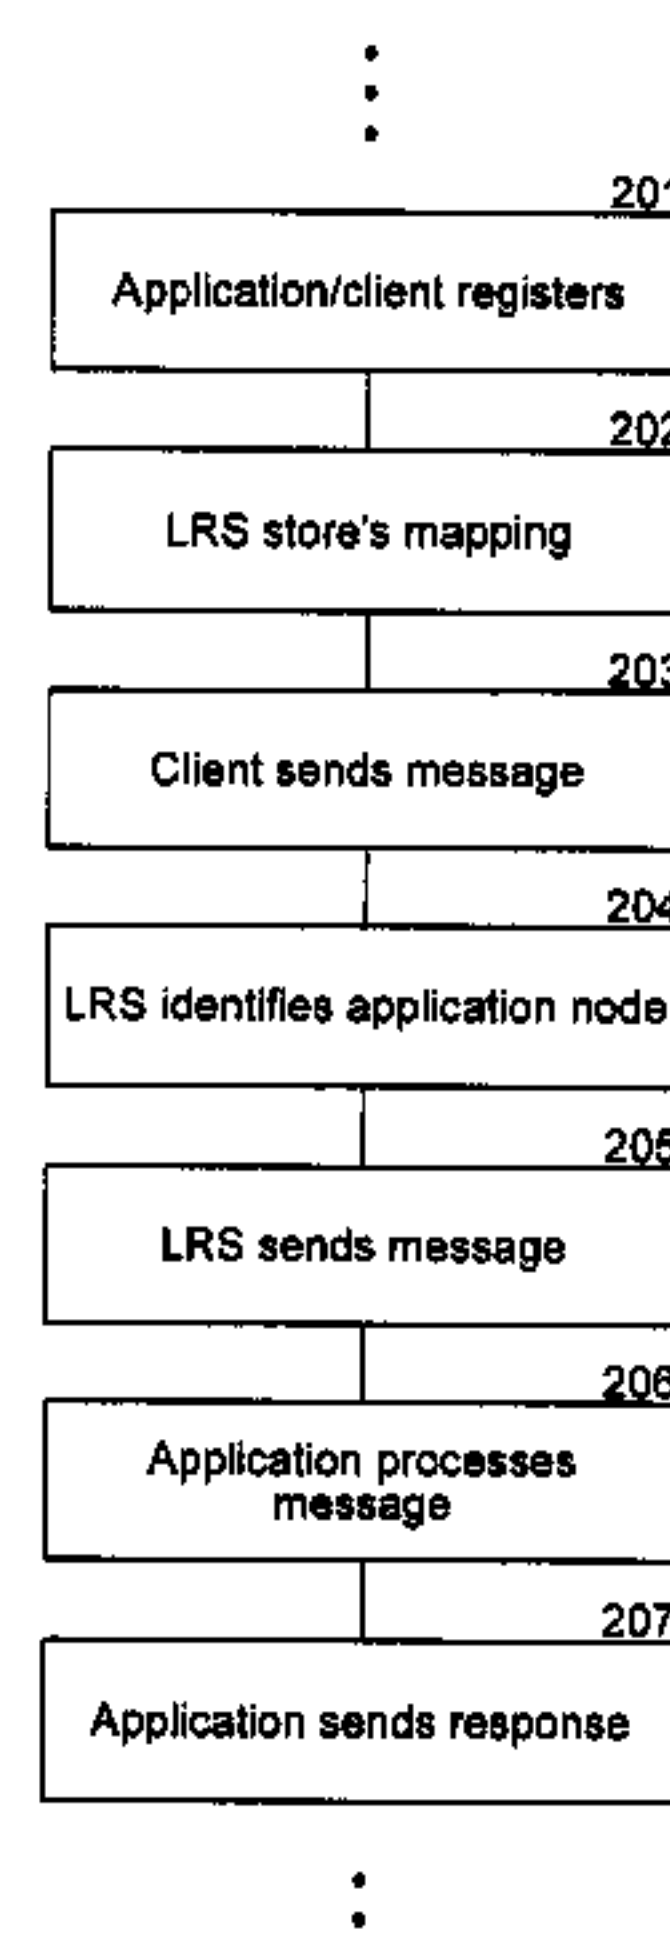 201
Application/client registers
202
LRS store's mapping
203
Client sends message
204
LRS identifies application node
205
LRS sends message
206
Application processes
message
207
Application sends response